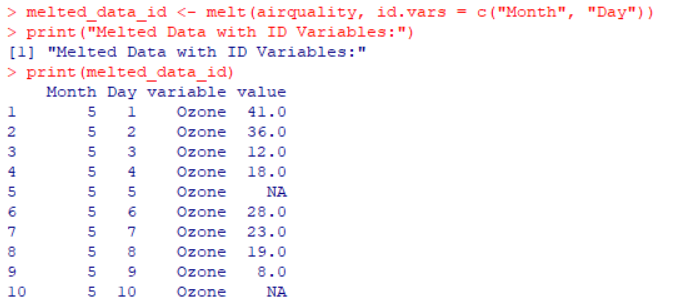 > melted_data_id <- melt(airquality, id.vars = c("Month", "Day"))
> print("Melted Data with ID Variables:")
[1] "Melted Data with ID Variables:"
> print(melted_data_id)
Month Day variable value
1 5 1 Ozone 41.0
2 5 2 Ozone 36.0
3 5 3 Ozone 12.0
4 5 4 Ozone 18.0
5 5 5 Ozone NA
6 5 6 Ozone 28.0
7 5 7 Ozone 23.0
8 5 8 Ozone 19.0
9 5 9 Ozone 8.0
10 5 10 Ozone NA